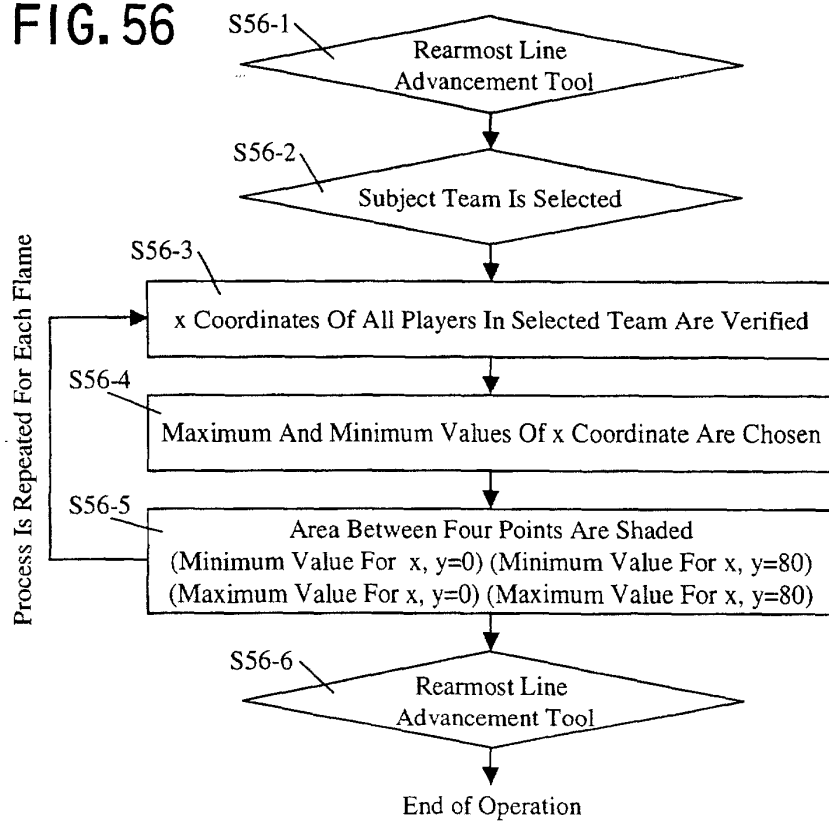 FIG. 56
S56-1
Rearmost Line
Advancement Tool
S56-2
Subject Team Is Selected
S56-3
x Coordinates Of All Players In Selected Team Are Verified
Process Is Repeated For Each Flame
S56-4
Maximum And Minimum Values Of x Coordinate Are Chosen
S56-5
Area Between Four Points Are Shaded
(Minimum Value For x, y=0) (Minimum Value For x, y=80)
(Maximum Value For x, y=0) (Maximum Value For x, y=80)
S56-6
Rearmost Line
Advancement Tool
End of Operation